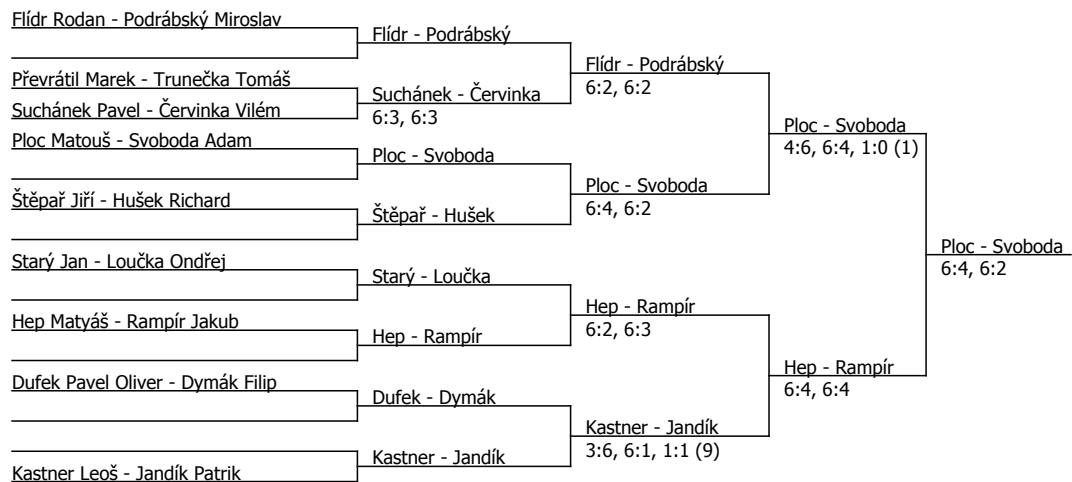 Flídr Rodan - Podrábský Miroslav
Převrátil Marek - Trunečka Tomáš
Suchánek Pavel - Červinka Vilém
Ploc Matouš - Svoboda Adam
Štěpař Jiří - Hušek Richard
Starý Jan - Loučka Ondřej
Hep Matyáš - Rampír Jakub
Dufek Pavel Oliver - Dymák Filip
Kastner Leoš - Jandík Patrik
Flídr - Podrábský
Suchánek - Červinka
6:3, 6:3
Ploc - Svoboda
Štěpař - Hušek
Starý - Loučka
Hep - Rampír
Dufek - Dymák
Kastner - Jandík
Flídr - Podrábský
6:2, 6:2
Ploc - Svoboda
6:4, 6:2
Hep - Rampír
6:2, 6:3
Kastner - Jandík
3:6, 6:1, 1:1 (9)
Ploc - Svoboda
4:6, 6:4, 1:0 (1)
Hep - Rampír
6:4, 6:4
Ploc - Svoboda
6:4, 6:2